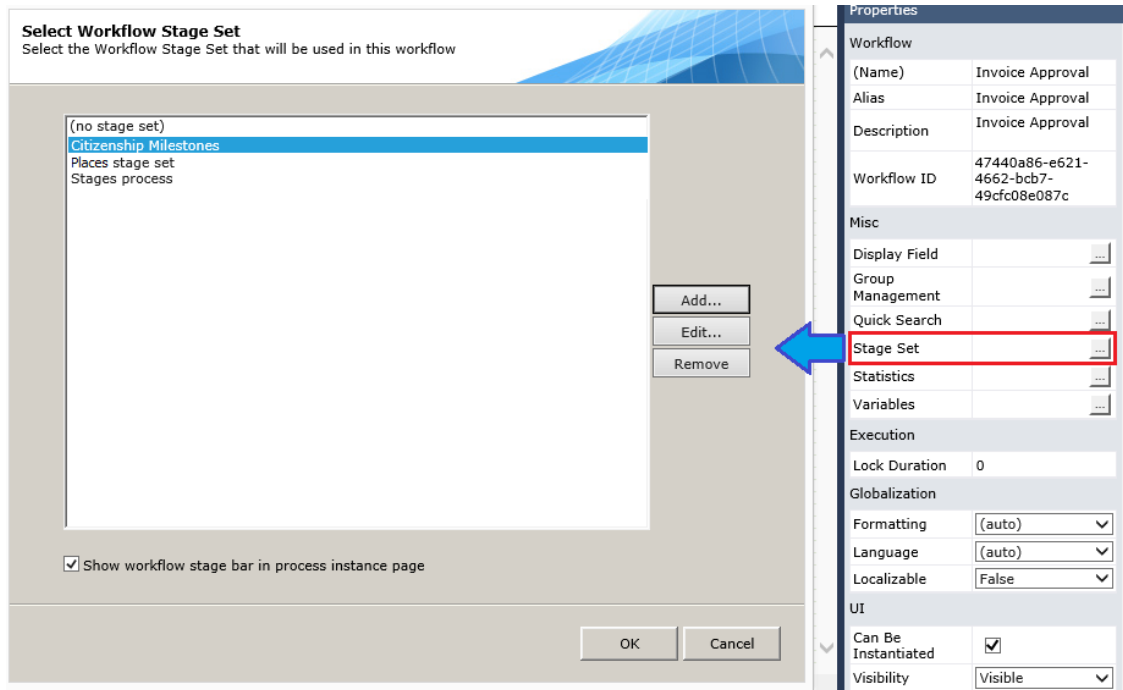 Select Workflow Stage Set
Select the Workflow Stage Set that will be used in this workflow
(no stage set)
Citizenship Milestones
Places stage set
Stages process
Add...
Edit...
Remove
Show workflow stage bar in process instance page
OK
Cancel
Properties
Workflow
(Name) Invoice Approval
Alias Invoice Approval
Description Invoice Approval
Workflow ID 47440a86-e621-
4662-bcb7-
49cfc08e087c
Misc
Display Field ...
Group
Management ...
Quick Search ...
Stage Set ...
Statistics ...
Variables ...
Execution
Lock Duration 0
Globalization
Formatting (auto)
Language (auto)
Localizable False
UI
Can Be
Instantiated
Visibility Visible